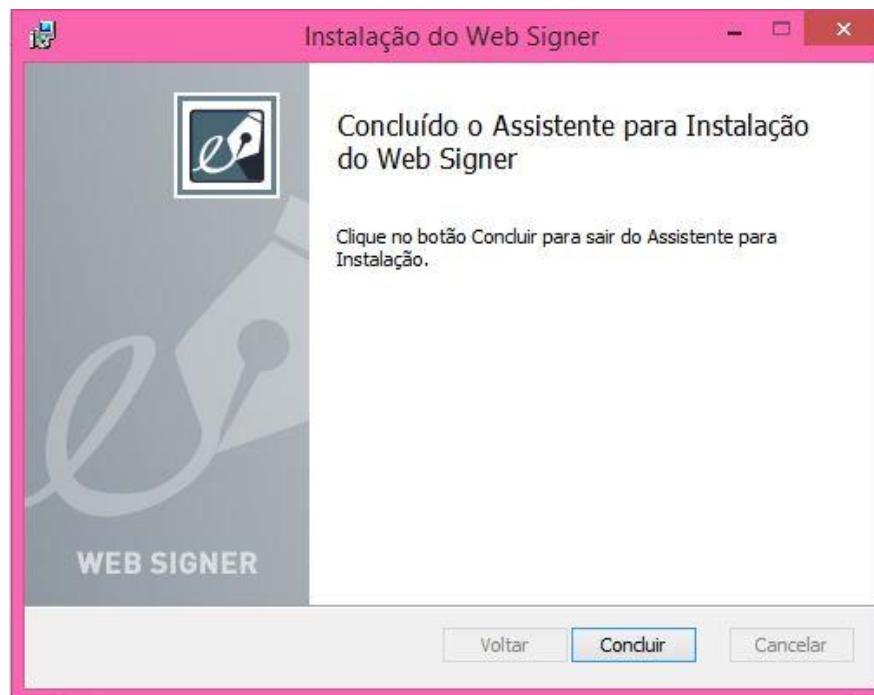 Instalação do Web Signer
Concluído o Assistente para Instalação
do Web Signer
Clique no botão Concluir para sair do Assistente para
Instalação.
WEB SIGNER
Voltar
Concluir
Cancelar